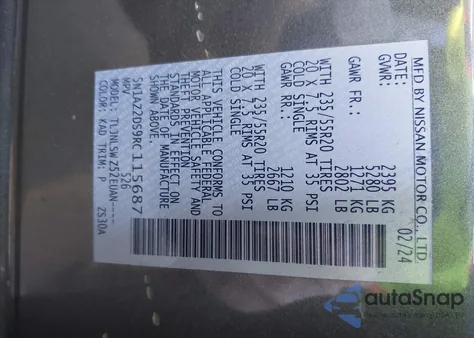 MFD BY NISSAN MOTOR CO., LTD.
DATE: 02/24
GVWR: 2395 KG
5280 LB
GAWR FR.: 1271 KG
2802 LB
WITH 235/55R20 TIRES
20 X 7.5 RIMS AT 35 PSI
COLD SINGLE
GAWR RR.: 1210 KG
2667 LB
WITH 235/55R20 TIRES
20 X 7.5 RIMS AT 35 PSI
COLD SINGLE
THIS VEHICLE CONFORMS TO
ALL APPLICABLE FEDERAL
MOTOR VEHICLE SAFETY AND
THEFT PREVENTION
STANDARDS IN EFFECT ON
THE DATE OF MANUFACTURE
SHOWN ABOVE.
115687
MPV 526
MODEL:
COLOR: KAD TRIM: P Z530A
autoSnap